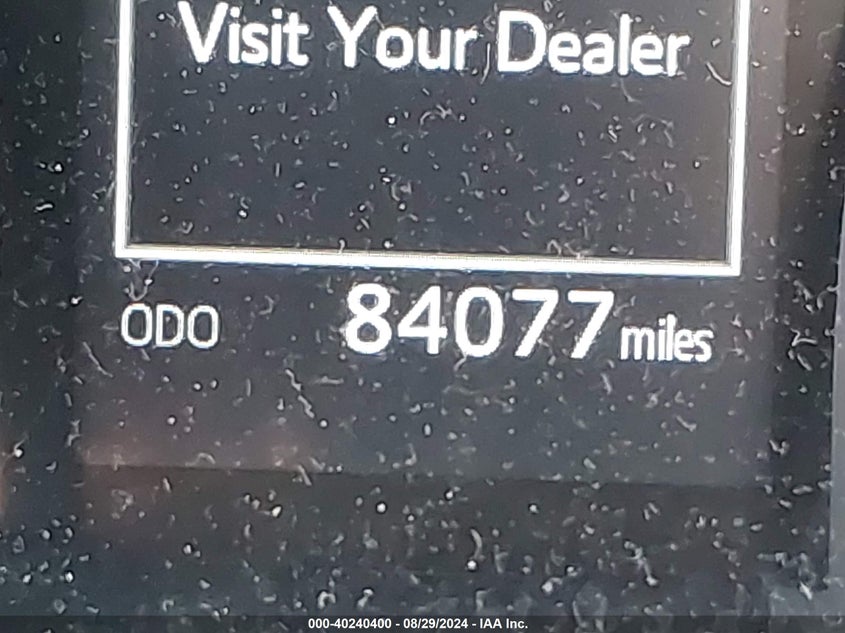 Visit Your Dealer
ODO 84077 miles
000-40240400 - 08/29/2024 - IAA Inc.